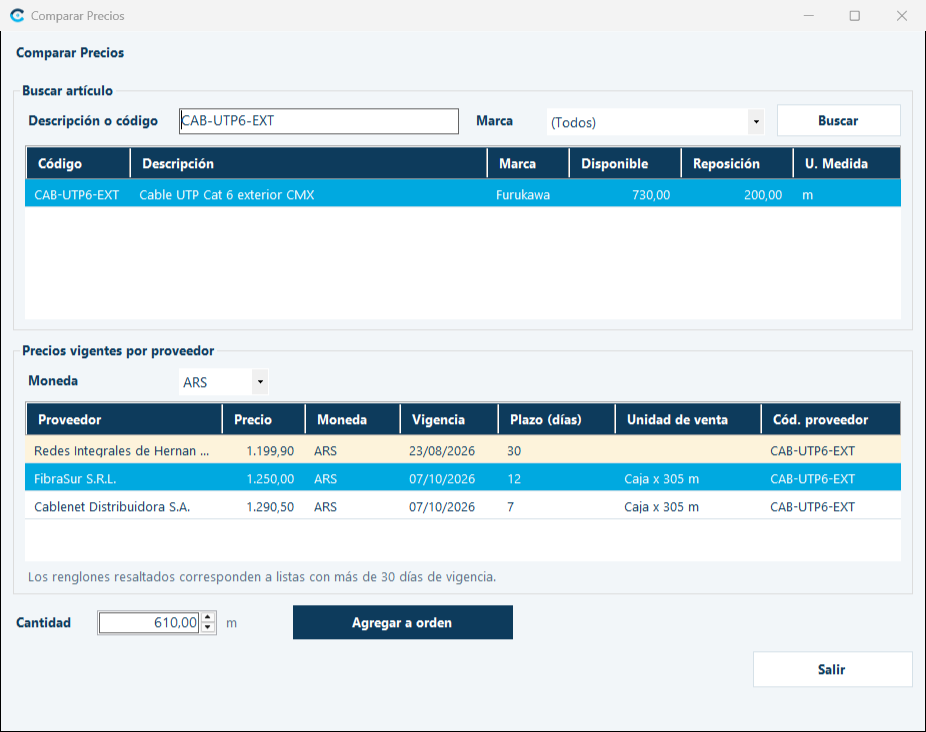 Comparar Precios
Comparar Precios
Buscar artículo
Descripción o código CAB-UTP6-EXT Marca (Todos) Buscar
Código Descripción Marca Disponible Reposición U. Medida
CAB-UTP6-EXT Cable UTP Cat 6 exterior CMX Furukawa 730,00 200,00 m
Precios vigentes por proveedor
Moneda ARS
Proveedor Precio Moneda Vigencia Plazo (días) Unidad de venta Cód. proveedor
Redes Integrales de Hernan ... 1.199,90 ARS 23/08/2026 30 CAB-UTP6-EXT
FibraSur S.R.L. 1.250,00 ARS 07/10/2026 12 Caja x 305 m CAB-UTP6-EXT
Cablenet Distribuidora S.A. 1.290,50 ARS 07/10/2026 7 Caja x 305 m CAB-UTP6-EXT
Los renglones resaltados corresponden a listas con más de 30 días de vigencia.
Cantidad 610,00 m Agregar a orden
Salir